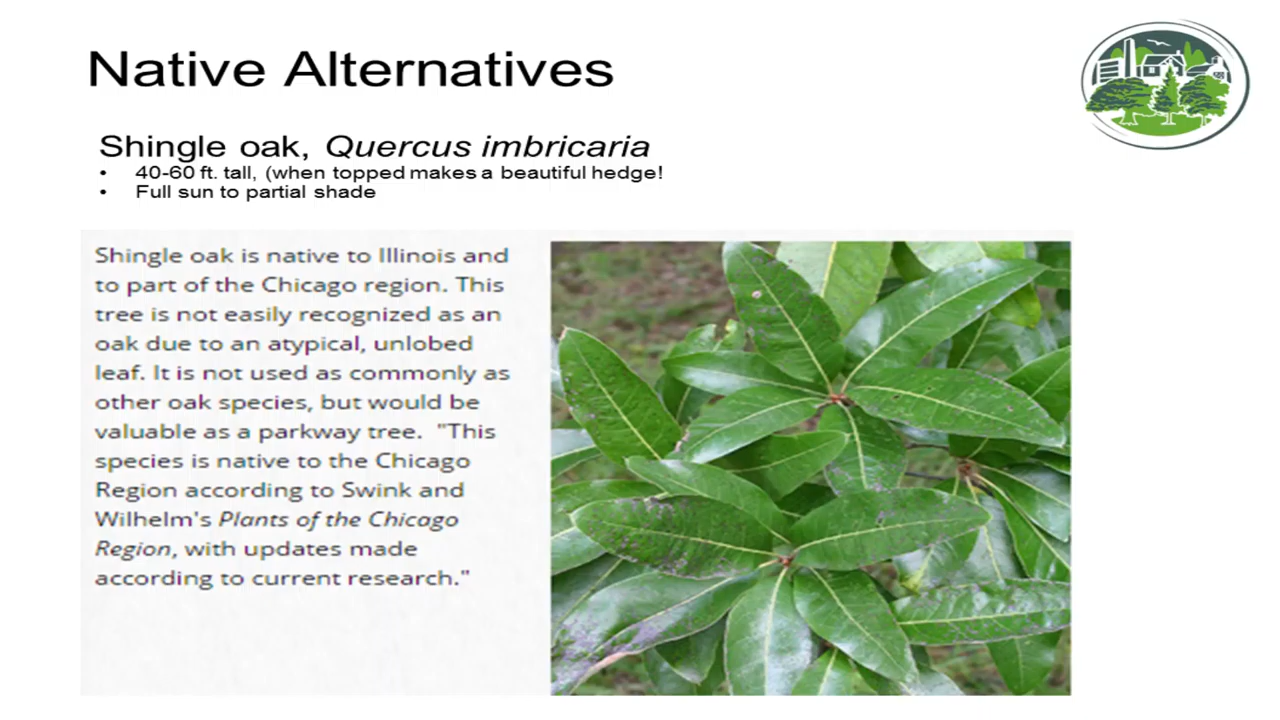 Native Alternatives
Shingle oak, Quercus imbricaria
• 40-60 ft. tall, (when topped makes a beautiful hedge!
• Full sun to partial shade
Shingle oak is native to Illinois and
to part of the Chicago region. This
tree is not easily recognized as an
oak due to an atypical, unlobed
leaf. It is not used as commonly as
other oak species, but would be
valuable as a parkway tree. "This
species is native to the Chicago
Region according to Swink and
Wilhelm's Plants of the Chicago
Region, with updates made
according to current research."